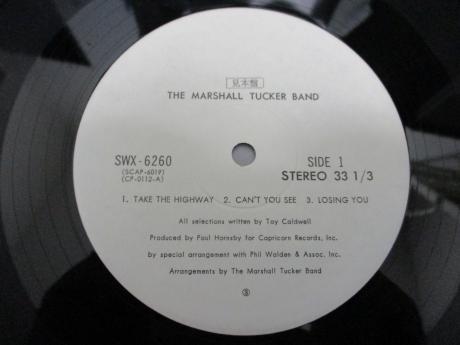 見本盤
THE MARSHALL TUCKER BAND
SWX-6260
(SCAP-6019)
(CP-0112-A)
SIDE 1
STEREO 33 1/3
1. TAKE THE HIGHWAY 2. CAN'T YOU SEE 3. LOSING YOU
All selections written by Toy Caldwell
Produced by Paul Hornsby for Capricorn Records, Inc.
by special arrangement with Phil Walden & Assoc. Inc.
Arrangements by The Marshall Tucker Band
Ⓢ